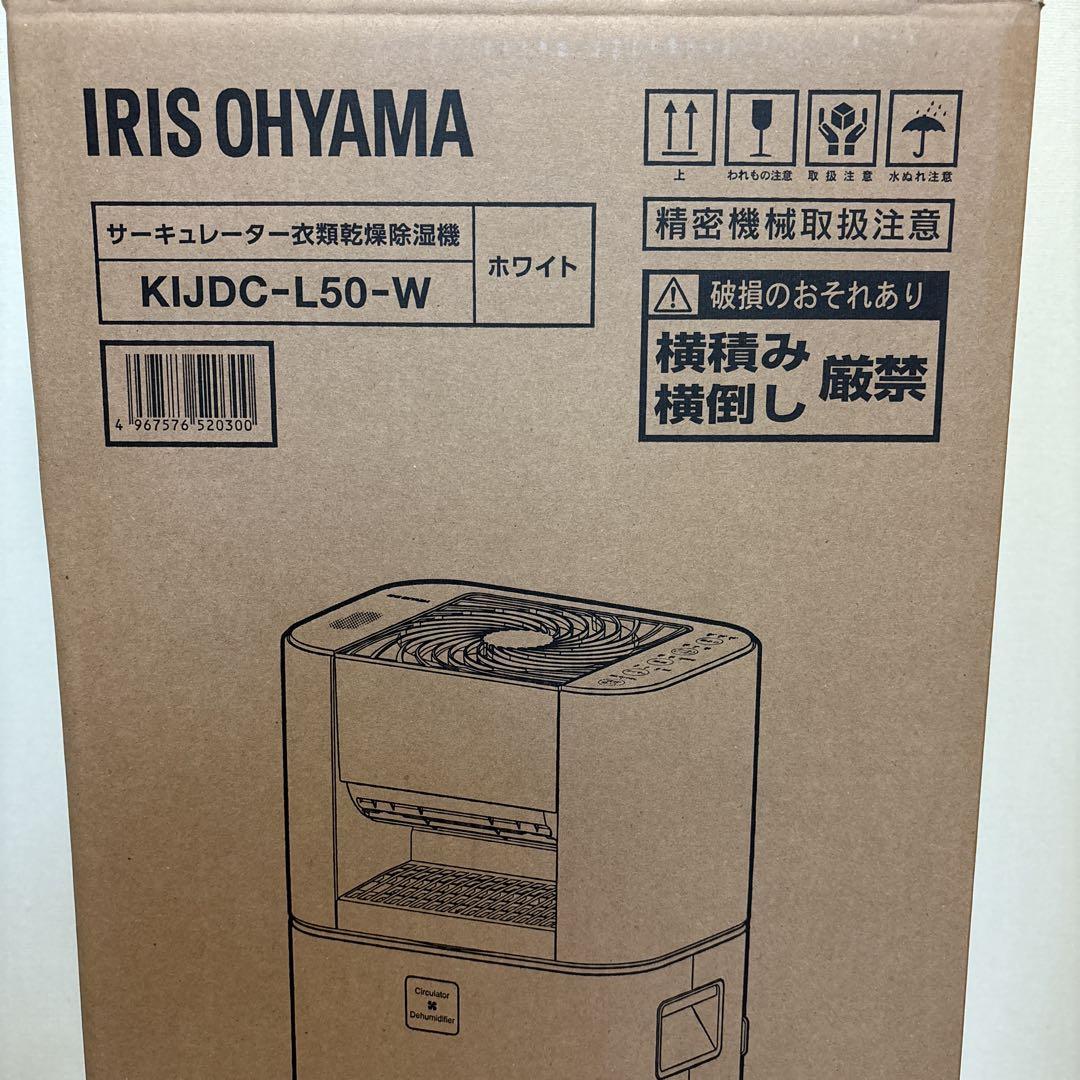 IRIS OHYAMA
上
われもの注意
取扱注意
水ぬれ注意
サーキュレーター衣類乾燥除湿機
KIJDC-L50-W
ホワイト
精密機械取扱注意
破損のおそれあり
横積み
横倒し
厳禁
4 967576 520300
Circulator
Dehumidifier